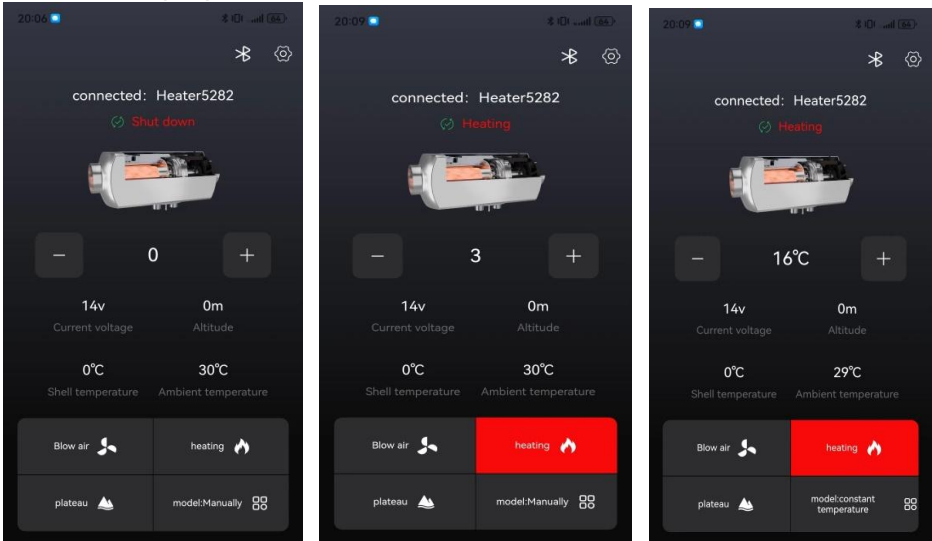 20:06 64
connected: Heater5282
Shut down
0
14v 0m
Current voltage Altitude
0℃ 30℃
Shell temperature Ambient temperature
Blow air heating
plateau model:Manually
20:09 64
connected: Heater5282
Heating
3
14v 0m
Current voltage Altitude
0℃ 30℃
Shell temperature Ambient temperature
Blow air heating
plateau model:Manually
20:09 64
connected: Heater5282
Heating
16℃
14v 0m
Current voltage Altitude
0℃ 29℃
Shell temperature Ambient temperature
Blow air heating
plateau model:constant
temperature